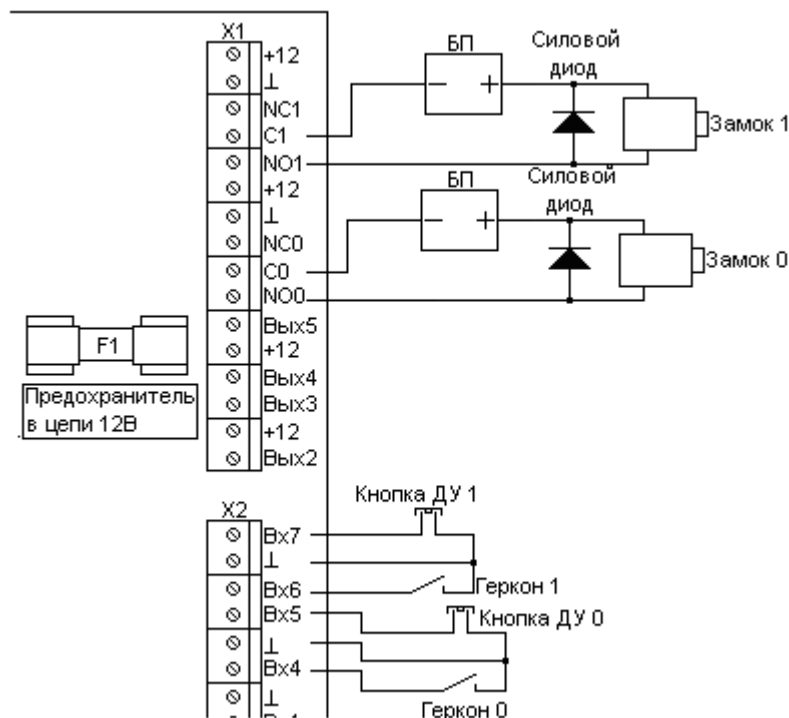 X1
+12
⊥
NC1
C1
NO1
+12
⊥
NC0
C0
NO0
Вых5
+12
Вых4
Вых3
+12
Вых2
БП
− +
Силовой
диод
Замок 1
БП
− +
Силовой
диод
Замок 0
F1
Предохранитель
в цепи 12В
X2
Вх7
⊥
Вх6
Вх5
⊥
Вх4
⊥
Кнопка ДУ 1
Геркон 1
Кнопка ДУ 0
Геркон 0